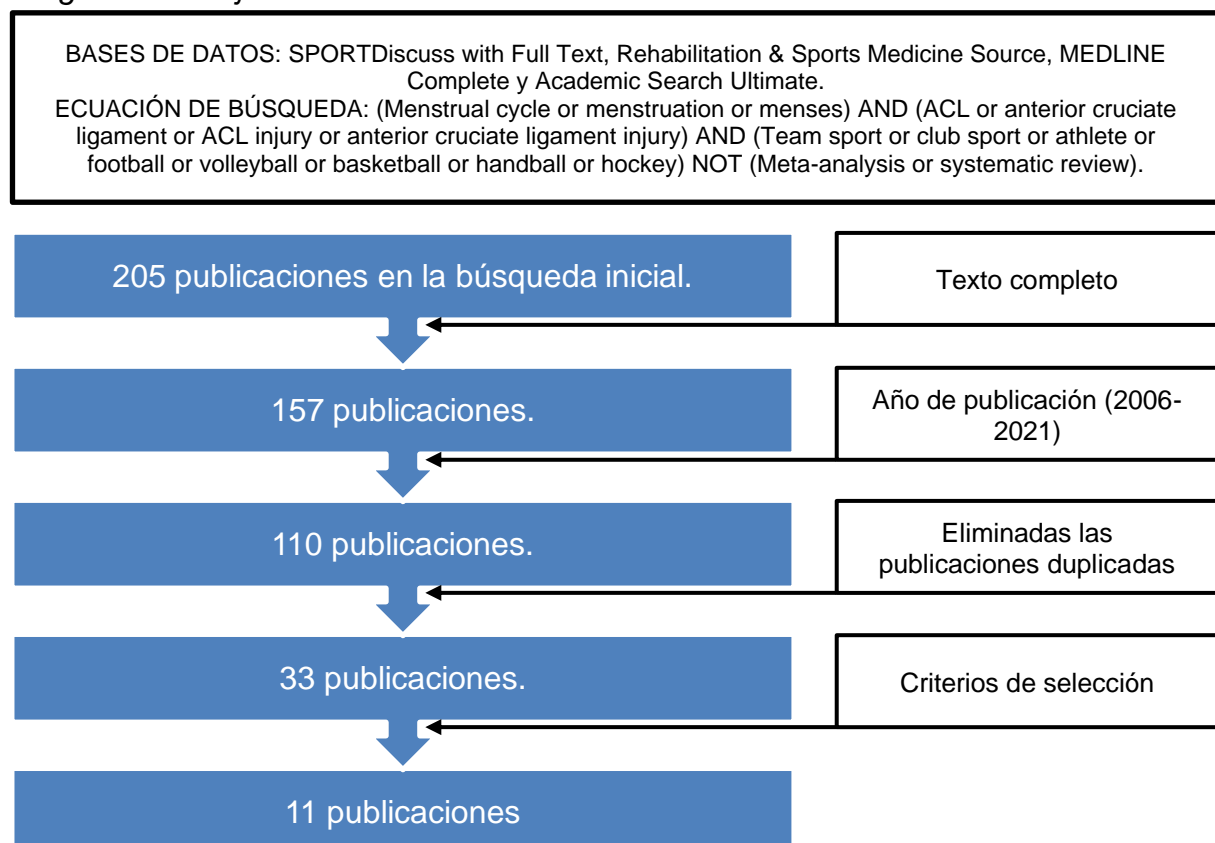 BASES DE DATOS: SPORTDiscuss with Full Text, Rehabilitation & Sports Medicine Source, MEDLINE
Complete y Academic Search Ultimate.
ECUACIÓN DE BÚSQUEDA: (Menstrual cycle or menstruation or menses) AND (ACL or anterior cruciate
ligament or ACL injury or anterior cruciate ligament injury) AND (Team sport or club sport or athlete or
football or volleyball or basketball or handball or hockey) NOT (Meta-analysis or systematic review).
205 publicaciones en la búsqueda inicial.
Texto completo
157 publicaciones.
Año de publicación (2006-
2021)
110 publicaciones.
Eliminadas las
publicaciones duplicadas
33 publicaciones.
Criterios de selección
11 publicaciones